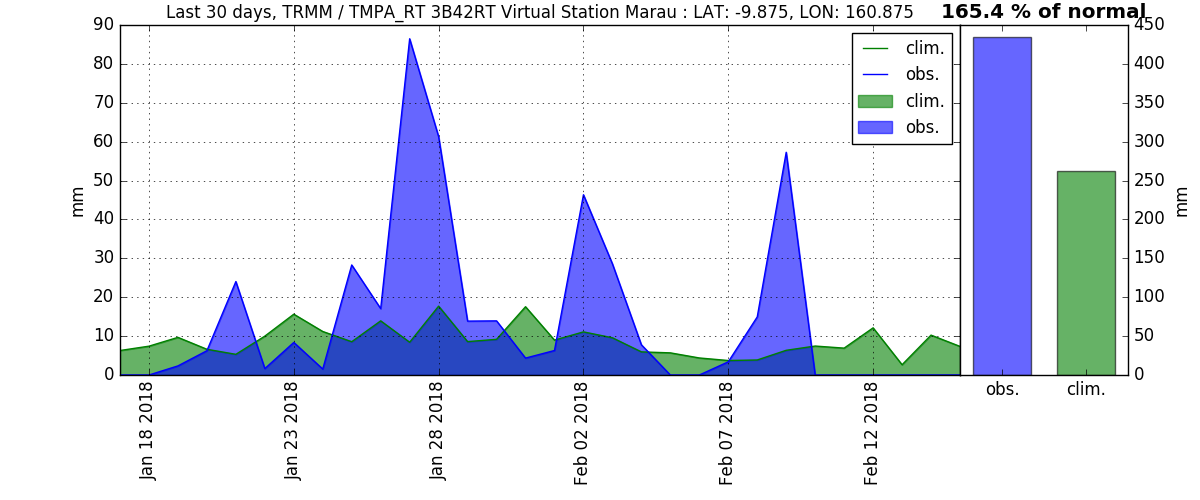 Last 30 days, TRMM / TMPA_RT 3B42RT Virtual Station Marau : LAT: -9.875, LON: 160.875
165.4 % of normal
90
80
70
60
50
40
30
20
10
0
mm
clim.
obs.
clim.
obs.
450
400
350
300
250
200
150
100
50
0
mm
Jan 18 2018
Jan 23 2018
Jan 28 2018
Feb 02 2018
Feb 07 2018
Feb 12 2018
obs.
clim.